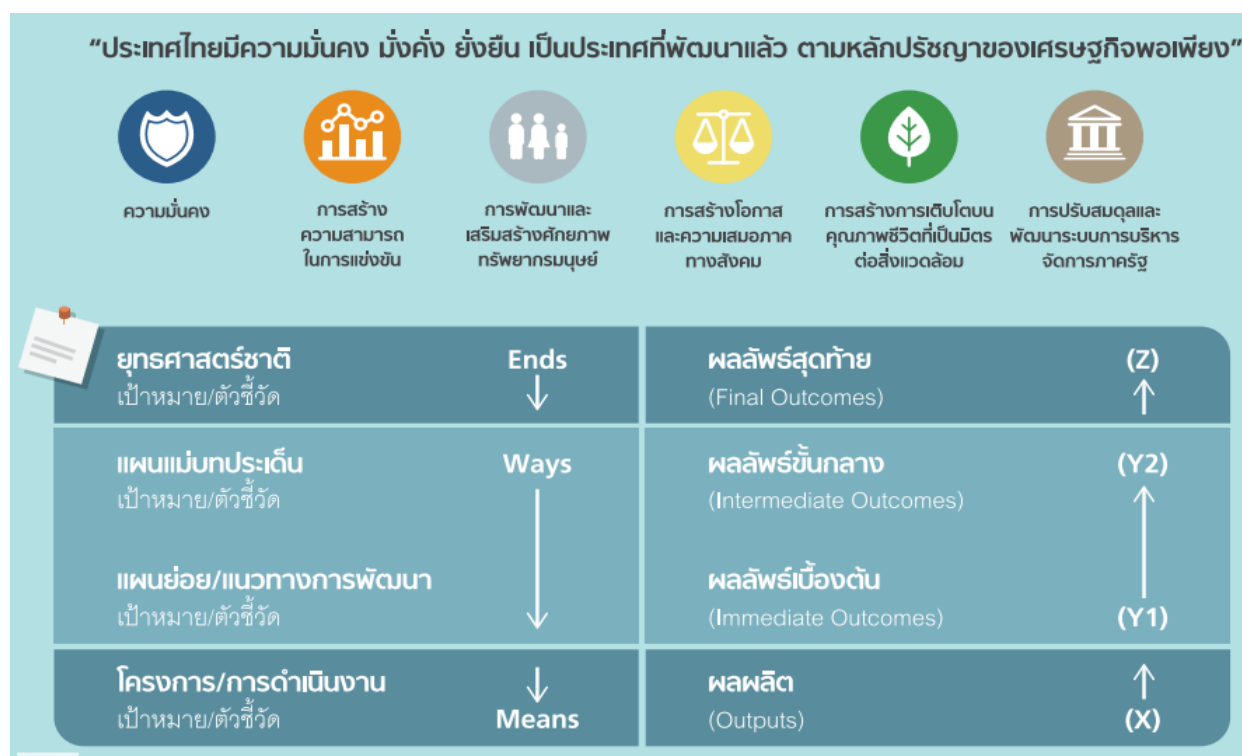 “ประเทศไทยมีความมั่นคง มั่งคั่ง ยั่งยืน เป็นประเทศที่พัฒนาแล้ว ตามหลักปรัชญาของเศรษฐกิจพอเพียง”
ความมั่นคง
การสร้าง
ความสามารถ
ในการแข่งขัน
การพัฒนาและ
เสริมสร้างศักยภาพ
ทรัพยากรมนุษย์
การสร้างโอกาส
และความเสมอภาค
ทางสังคม
การสร้างการเติบโตบน
คุณภาพชีวิตที่เป็นมิตร
ต่อสิ่งแวดล้อม
การปรับสมดุลและ
พัฒนาระบบการบริหาร
จัดการภาครัฐ
ยุทธศาสตร์ชาติ Ends
เป้าหมาย/ตัวชี้วัด
ผลลัพธ์สุดท้าย (Z)
(Final Outcomes)
แผนแม่บทประเด็น Ways
เป้าหมาย/ตัวชี้วัด
ผลลัพธ์ขั้นกลาง (Y2)
(Intermediate Outcomes)
แผนย่อย/แนวทางการพัฒนา
เป้าหมาย/ตัวชี้วัด
ผลลัพธ์เบื้องต้น
(Immediate Outcomes) (Y1)
โครงการ/การดำเนินงาน
เป้าหมาย/ตัวชี้วัด Means
ผลผลิต
(Outputs) (X)